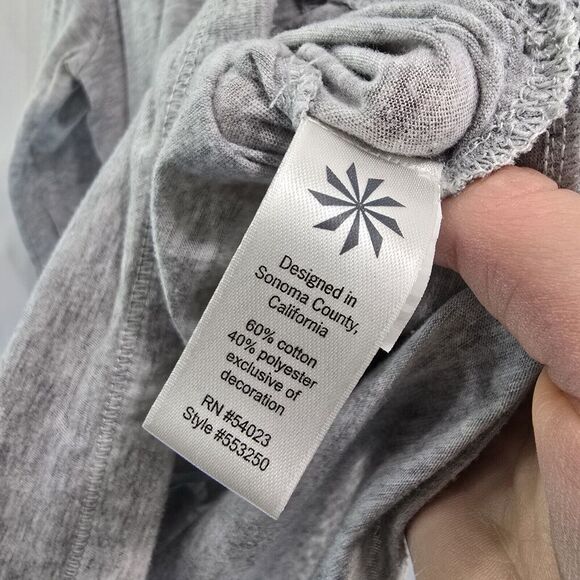 Designed in
Sonoma County,
California
60% cotton
40% polyester
exclusive of
decoration
RN #54023
Style #553250